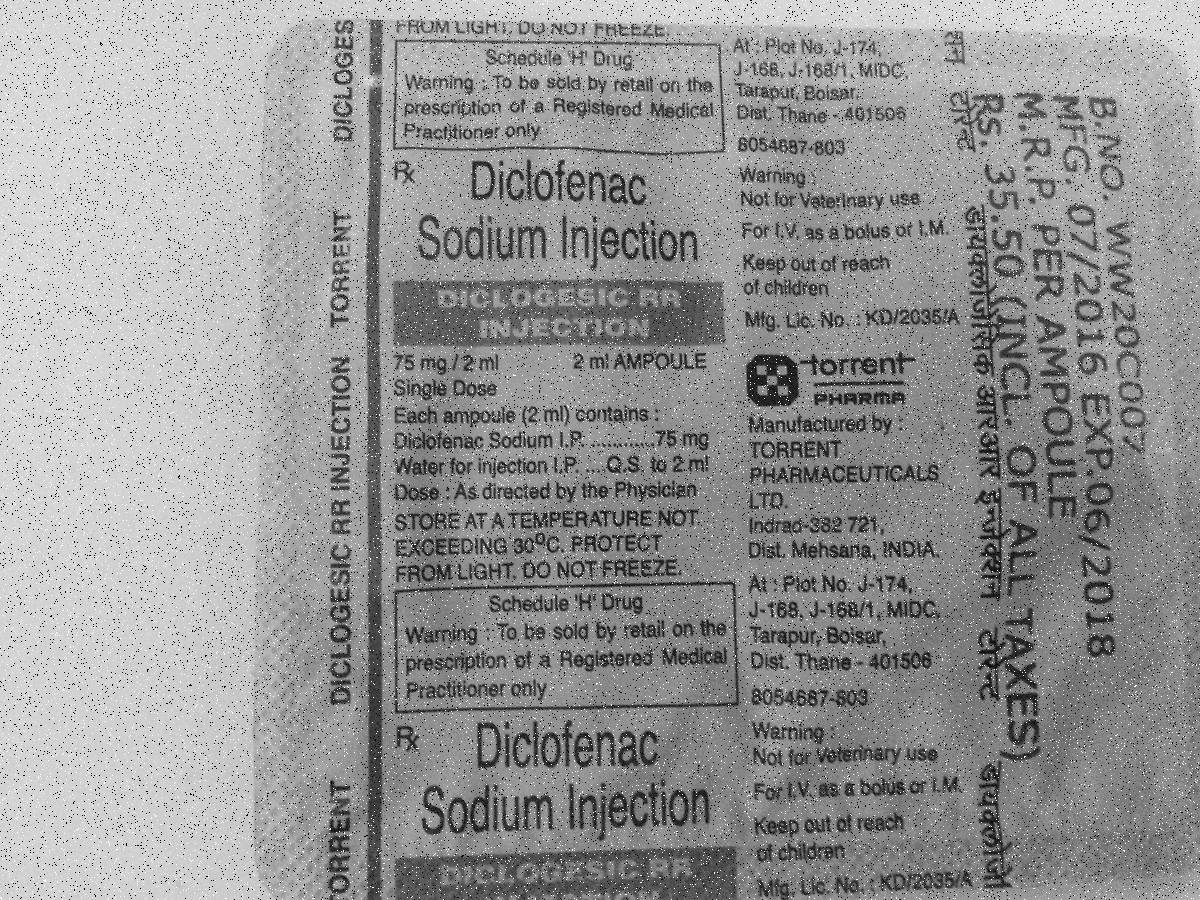 DICLOGES
TORRENT
DICLOGESIC RR INJECTION
TORRENT
FROM LIGHT. DO NOT FREEZE.
Schedule 'H' Drug
Warning : To be sold by retail on the
prescription of a Registered Medical
Practitioner only
Rx
Diclofenac
Sodium Injection
DICLOGESIC RR
INJECTION
75 mg / 2 ml 2 ml AMPOULE
Single Dose
Each ampoule (2 ml) contains :
Diclofenac Sodium I.P. ............75 mg
Water for injection I.P. ....Q.S. to 2 ml
Dose : As directed by the Physician
STORE AT A TEMPERATURE NOT
EXCEEDING 30°C. PROTECT
FROM LIGHT. DO NOT FREEZE.
Schedule 'H' Drug
Warning : To be sold by retail on the
prescription of a Registered Medical
Practitioner only
Rx
Diclofenac
Sodium Injection
DICLOGESIC RR
At : Plot No. J-174,
J-168, J-168/1, MIDC,
Tarapur, Boisar,
Dist. Thane - 401506
8054687-803
Warning :
Not for Veterinary use
For I.V. as a bolus or I.M.
Keep out of reach
of children
Mfg. Lic. No. : KD/2035/A
torrent
PHARMA
Manufactured by :
TORRENT
PHARMACEUTICALS
LTD.
Indrad-382 721,
Dist. Mehsana, INDIA.
At : Plot No. J-174,
J-168, J-168/1, MIDC,
Tarapur, Boisar,
Dist. Thane - 401506
8054687-803
Warning :
Not for Veterinary use
For I.V. as a bolus or I.M.
Keep out of reach
of children
Mfg. Lic. No. : KD/2035/A
टोरेन्ट
डायक्लोजेसिक आरआर इन्जेक्शन
टोरेन्ट
B.NO. WW20C007
MFG. 07/2016 EXP.06/2018
M.R.P. PER AMPOULE
RS. 35.50 (INCL. OF ALL TAXES)